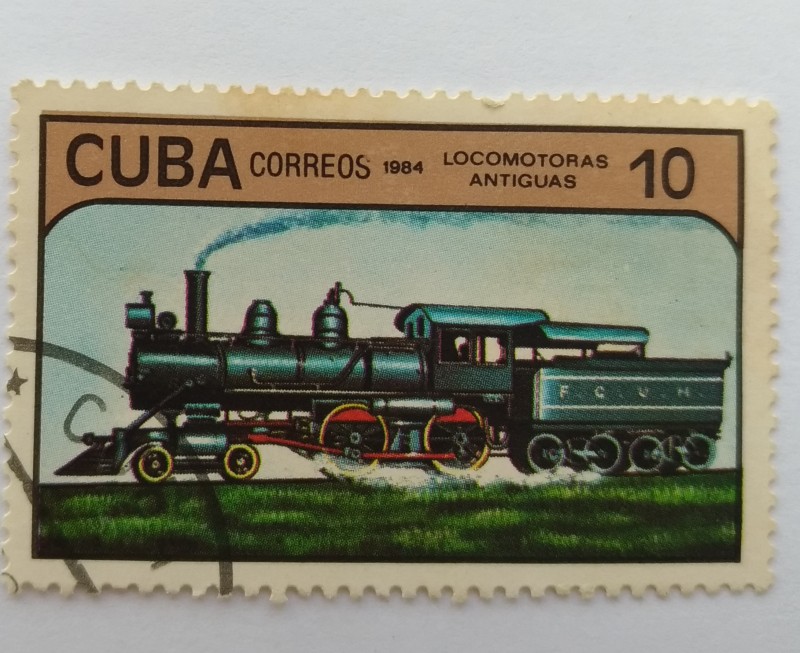 CUBA CORREOS 1984 LOCOMOTORAS ANTIGUAS 10
F. C. U. H.
C